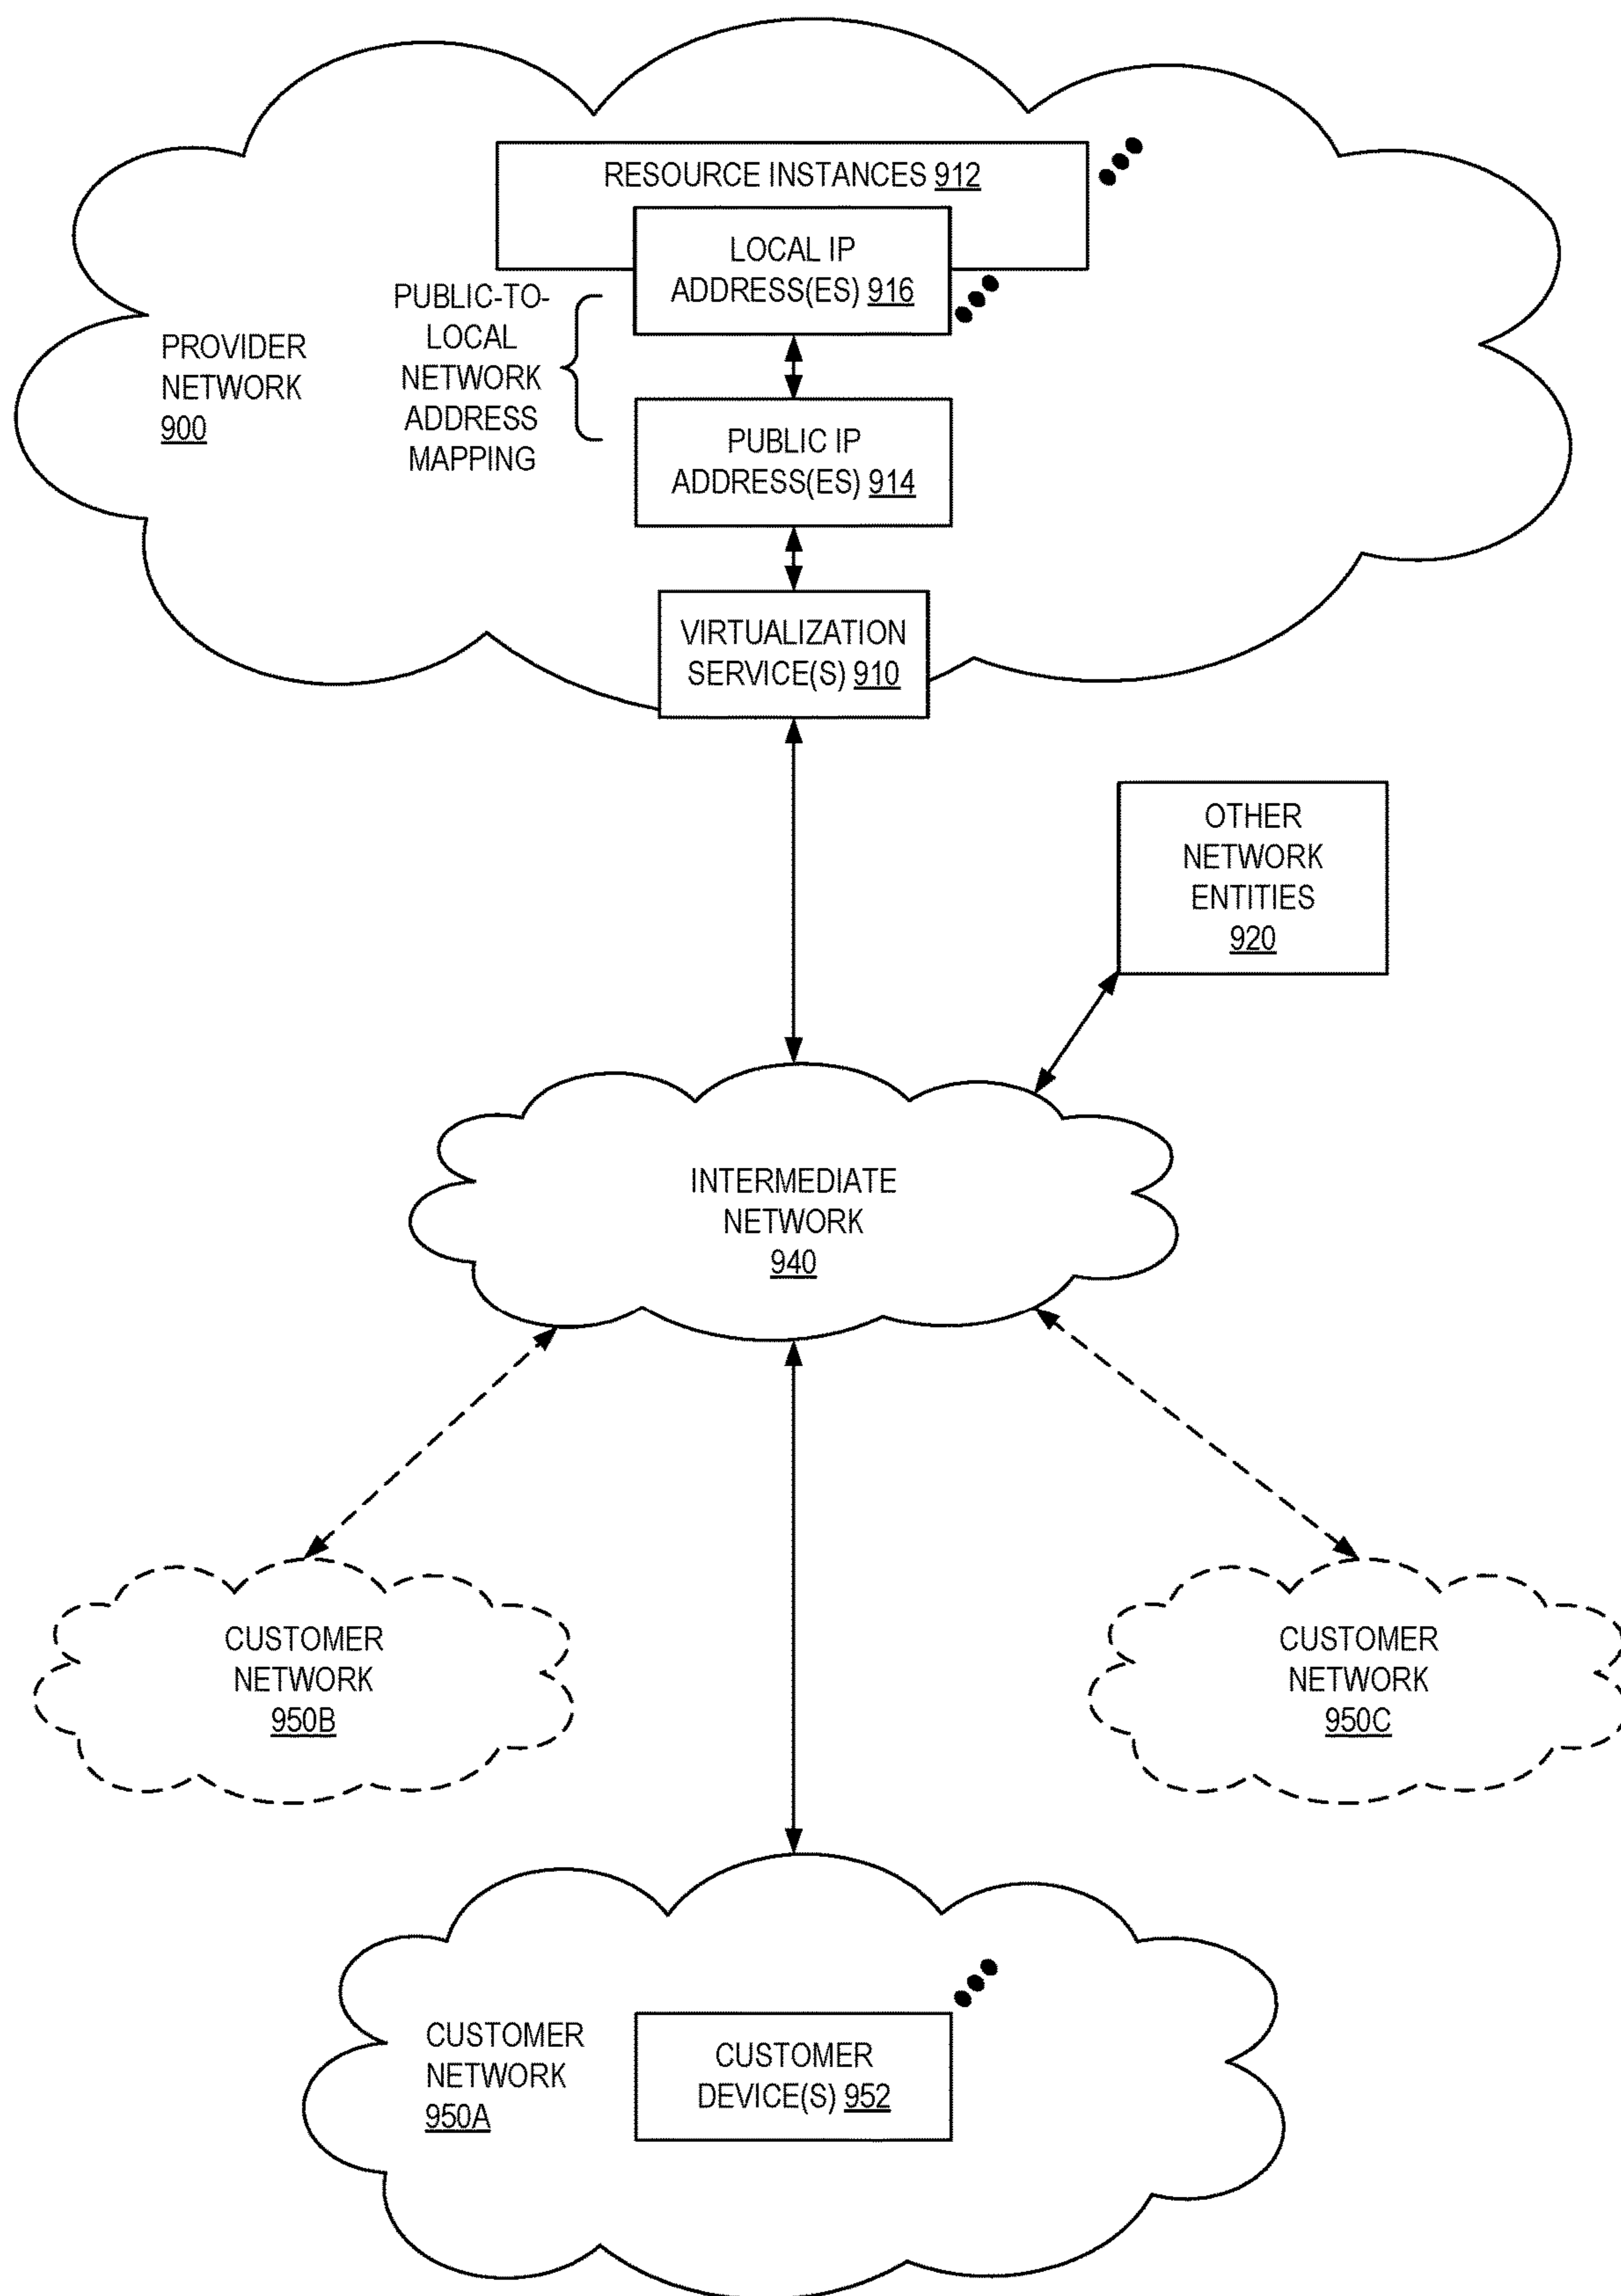 RESOURCE INSTANCES 912
LOCAL IP
ADDRESS(ES) 916
PUBLIC-TO-
LOCAL
NETWORK
ADDRESS
MAPPING
PROVIDER
NETWORK
900
PUBLIC IP
ADDRESS(ES) 914
VIRTUALIZATION
SERVICE(S) 910
OTHER
NETWORK
ENTITIES
920
INTERMEDIATE
NETWORK
940
CUSTOMER
NETWORK
950B
CUSTOMER
NETWORK
950C
CUSTOMER
NETWORK
950A
CUSTOMER
DEVICE(S) 952